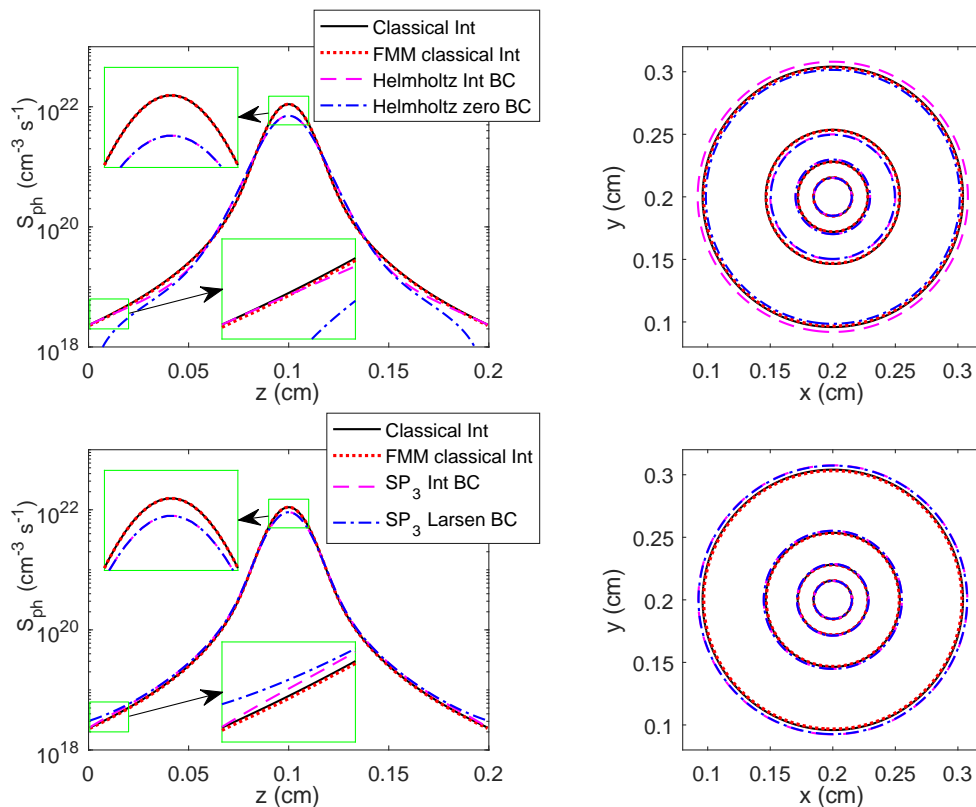 Classical Int
FMM classical Int
Helmholtz Int BC
Helmholtz zero BC
S_ph (cm^-3 s^-1)
10^22
10^20
10^18
0 0.05 0.1 0.15 0.2
z (cm)
y (cm)
0.3
0.25
0.20
0.15
0.1
0.1 0.15 0.20 0.25 0.3
x (cm)
Classical Int
FMM classical Int
SP_3 Int BC
SP_3 Larsen BC
S_ph (cm^-3 s^-1)
10^22
10^20
10^18
0 0.05 0.1 0.15 0.2
z (cm)
y (cm)
0.3
0.25
0.20
0.15
0.1
0.1 0.15 0.20 0.25 0.3
x (cm)